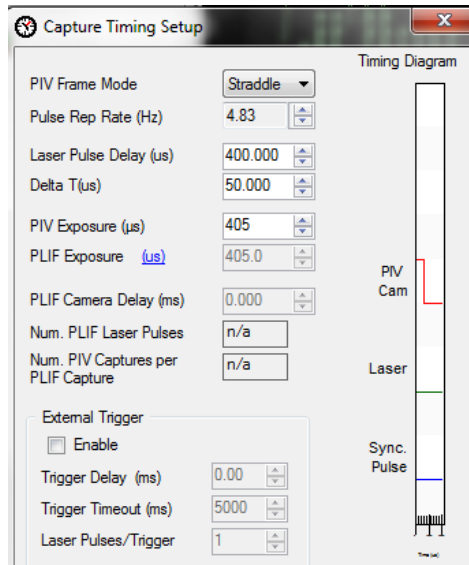 Capture Timing Setup
Timing Diagram
PIV Frame Mode
Straddle
Pulse Rep Rate (Hz)
4.83
Laser Pulse Delay (us)
400.000
Delta T(us)
50.000
PIV Exposure (µs)
405
PLIF Exposure (us)
405.0
PLIF Camera Delay (ms)
0.000
Num. PLIF Laser Pulses
n/a
Num. PIV Captures per
PLIF Capture
n/a
External Trigger
Enable
Trigger Delay (ms)
0.00
Trigger Timeout (ms)
5000
Laser Pulses/Trigger
1
PIV
Cam
Laser
Sync.
Pulse
Time (us)